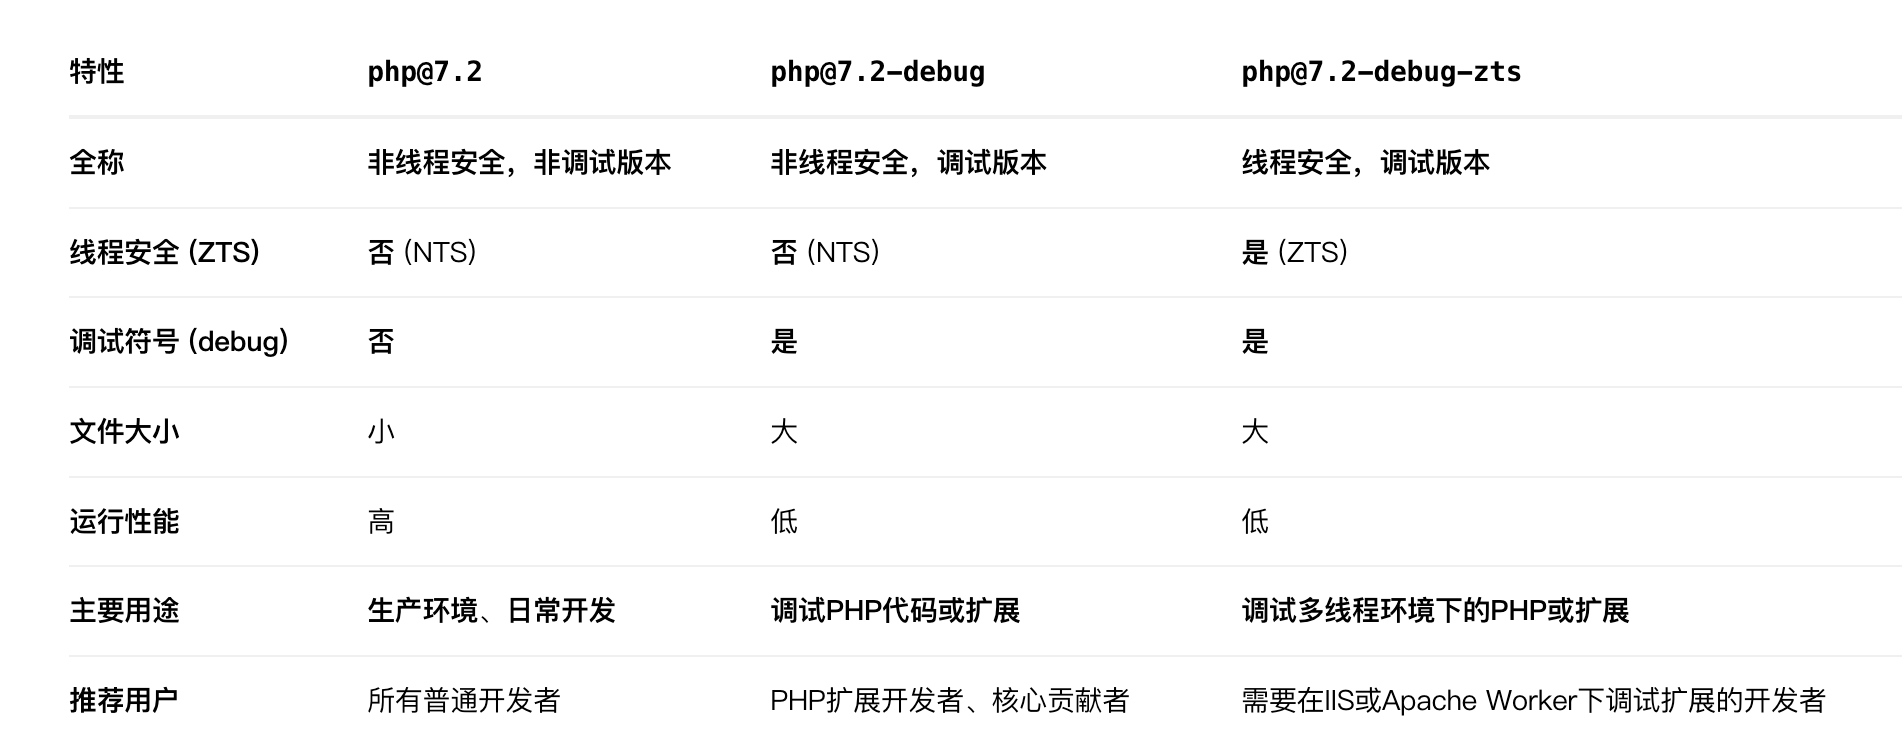 特性 php@7.2 php@7.2-debug php@7.2-debug-zts
全称 非线程安全，非调试版本 非线程安全，调试版本 线程安全，调试版本
线程安全 (ZTS) 否 (NTS) 否 (NTS) 是 (ZTS)
调试符号 (debug) 否 是 是
文件大小 小 大 大
运行性能 高 低 低
主要用途 生产环境、日常开发 调试PHP代码或扩展 调试多线程环境下的PHP或扩展
推荐用户 所有普通开发者 PHP扩展开发者、核心贡献者 需要在IIS或Apache Worker下调试扩展的开发者